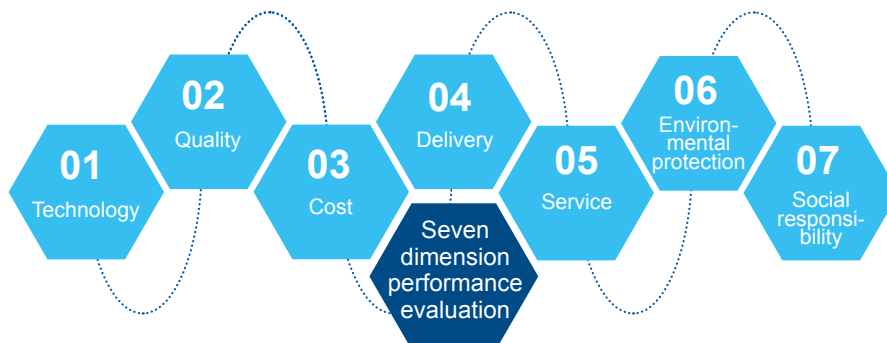 01
Technology
02
Quality
03
Cost
04
Delivery
Seven
dimension
performance
evaluation
05
Service
06
Environ-
mental
protection
07
Social
responsi-
bility